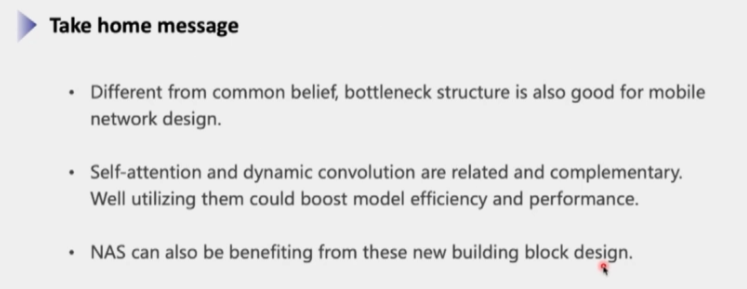 Take home message
• Different from common belief, bottleneck structure is also good for mobile
network design.
• Self-attention and dynamic convolution are related and complementary.
Well utilizing them could boost model efficiency and performance.
• NAS can also be benefiting from these new building block design.